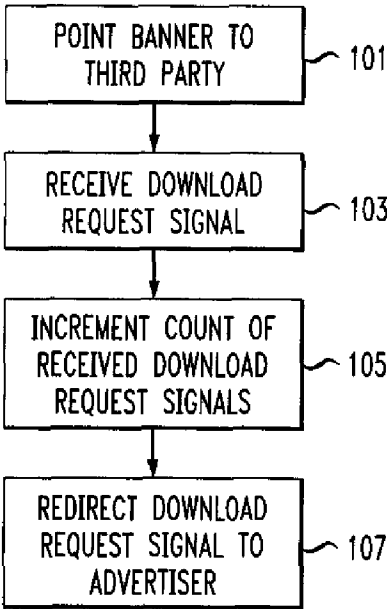 POINT BANNER TO
THIRD PARTY
101
RECEIVE DOWNLOAD
REQUEST SIGNAL
103
INCREMENT COUNT OF
RECEIVED DOWNLOAD
REQUEST SIGNALS
105
REDIRECT DOWNLOAD
REQUEST SIGNAL TO
ADVERTISER
107